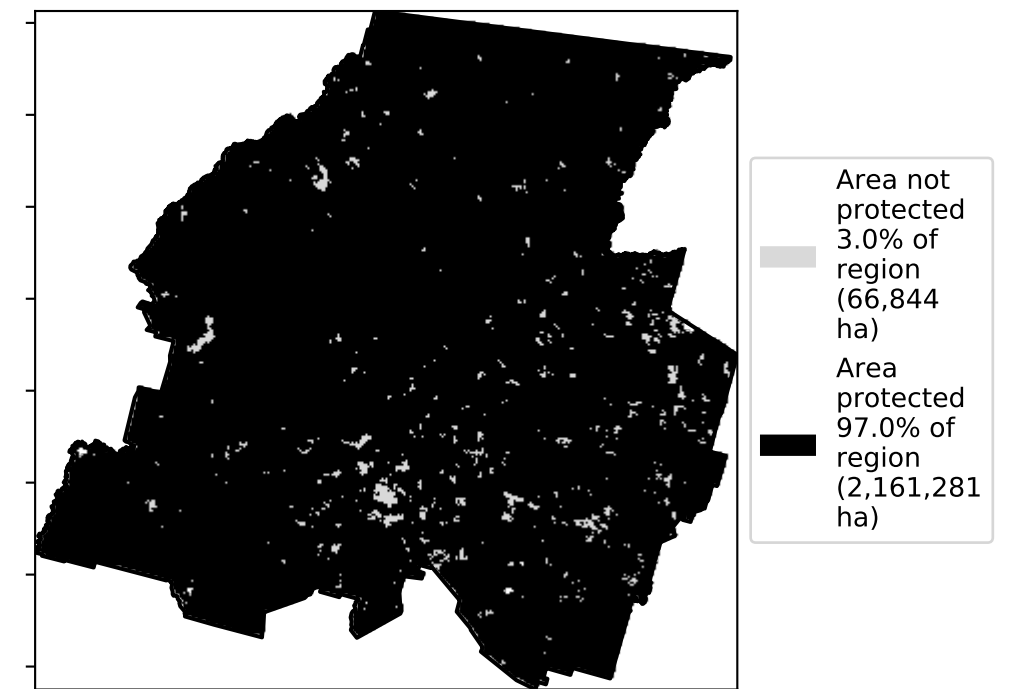 Area not
protected
3.0% of
region
(66,844
ha)
Area
protected
97.0% of
region
(2,161,281
ha)